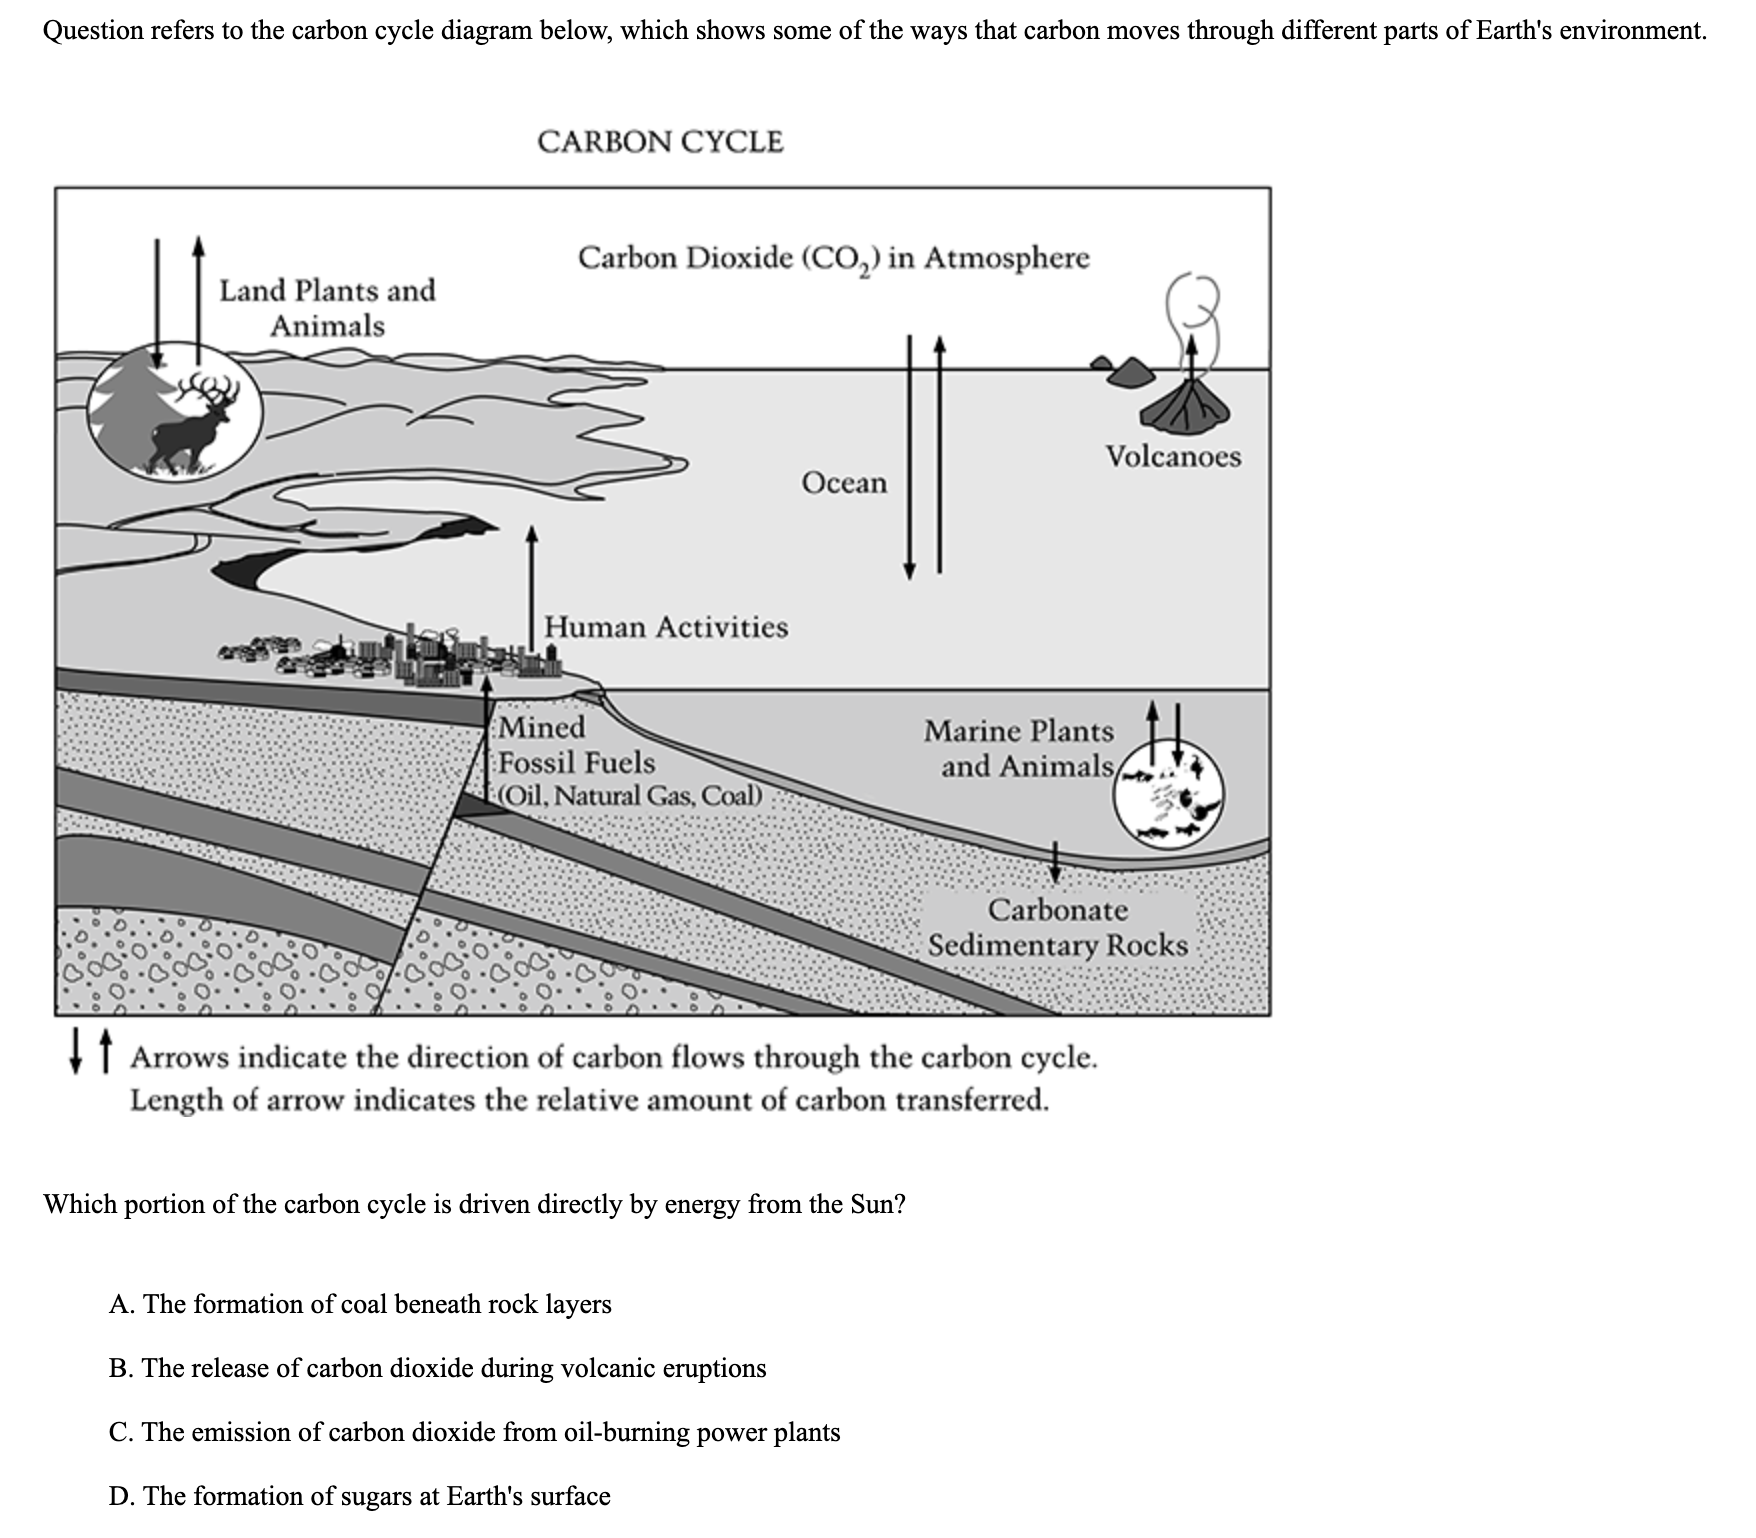 Question refers to the carbon cycle diagram below, which shows some of the ways that carbon moves through different parts of Earth's environment.
CARBON CYCLE
Carbon Dioxide (CO₂) in Atmosphere
Land Plants and
Animals
Volcanoes
Ocean
Human Activities
Mined
Fossil Fuels
(Oil, Natural Gas, Coal)
Marine Plants
and Animals
Carbonate
Sedimentary Rocks
Arrows indicate the direction of carbon flows through the carbon cycle.
Length of arrow indicates the relative amount of carbon transferred.
Which portion of the carbon cycle is driven directly by energy from the Sun?
A. The formation of coal beneath rock layers
B. The release of carbon dioxide during volcanic eruptions
C. The emission of carbon dioxide from oil-burning power plants
D. The formation of sugars at Earth's surface